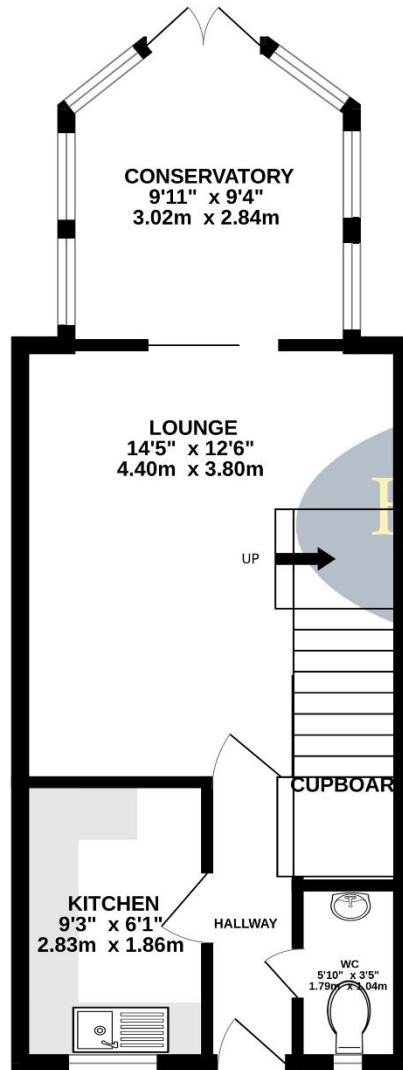 CONSERVATORY
9'11" x 9'4"
3.02m x 2.84m
LOUNGE
14'5" x 12'6"
4.40m x 3.80m
UP
CUPBOAR
KITCHEN
9'3" x 6'1"
2.83m x 1.86m
HALLWAY
WC
5'10" x 3'5"
1.79m x 1.04m